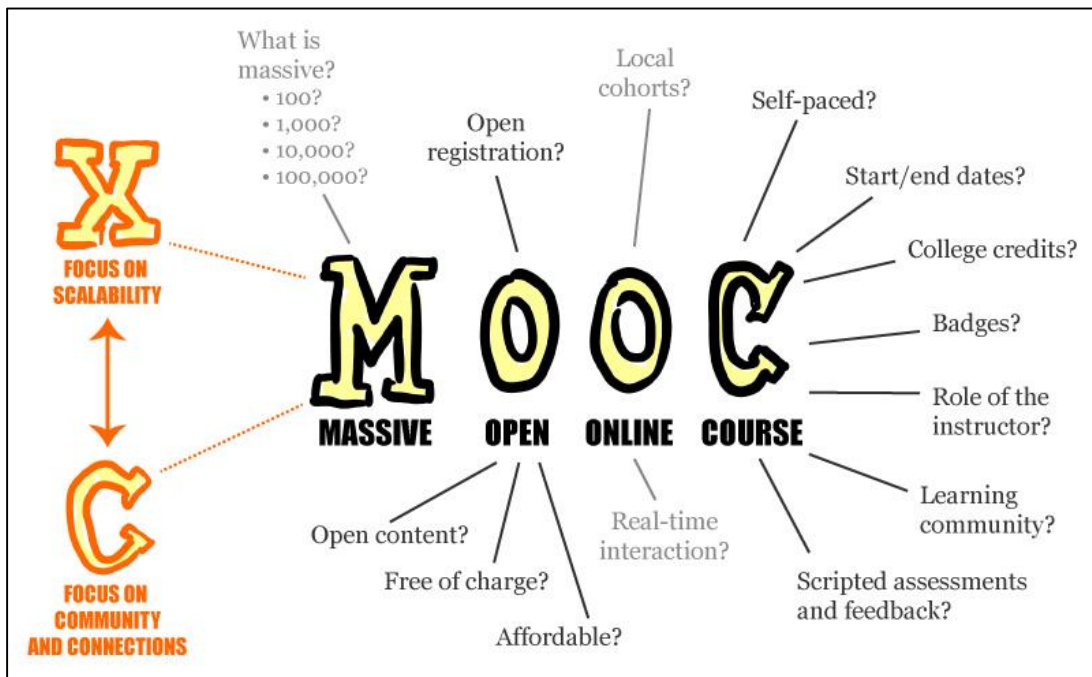 What is
massive?
• 100?
• 1,000?
• 10,000?
• 100,000?
Open
registration?
Local
cohorts?
Self-paced?
Start/end dates?
College credits?
Badges?
Role of the
instructor?
Learning
community?
Scripted assessments
and feedback?
X
FOCUS ON
SCALABILITY
C
FOCUS ON
COMMUNITY
AND CONNECTIONS
M O O C
MASSIVE OPEN ONLINE COURSE
Open content?
Free of charge?
Affordable?
Real-time
interaction?